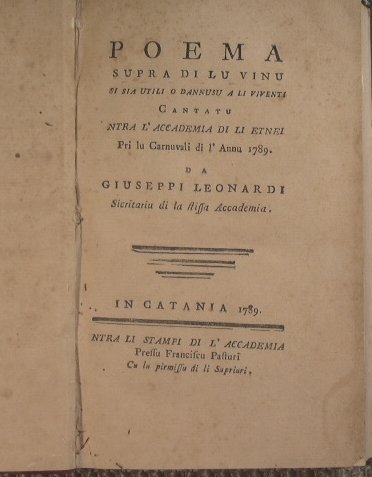 POEMA
SUPRA DI LU VINU
SI SIA UTILI O DANNUSU A LI VIVENTI
CANTATU
NTRA L'ACCADEMIA DI LI ETNEI
Pri lu Carnuvali di l' Annu 1789.
DA
GIUSEPPI LEONARDI
Sicritariu di la stissa Accademia.
IN CATANIA 1789.
NTRA LI STAMPI DI L' ACCADEMIA
Pressu Franciscu Pasturi
Cu lu pirmissu di li Supriuri.